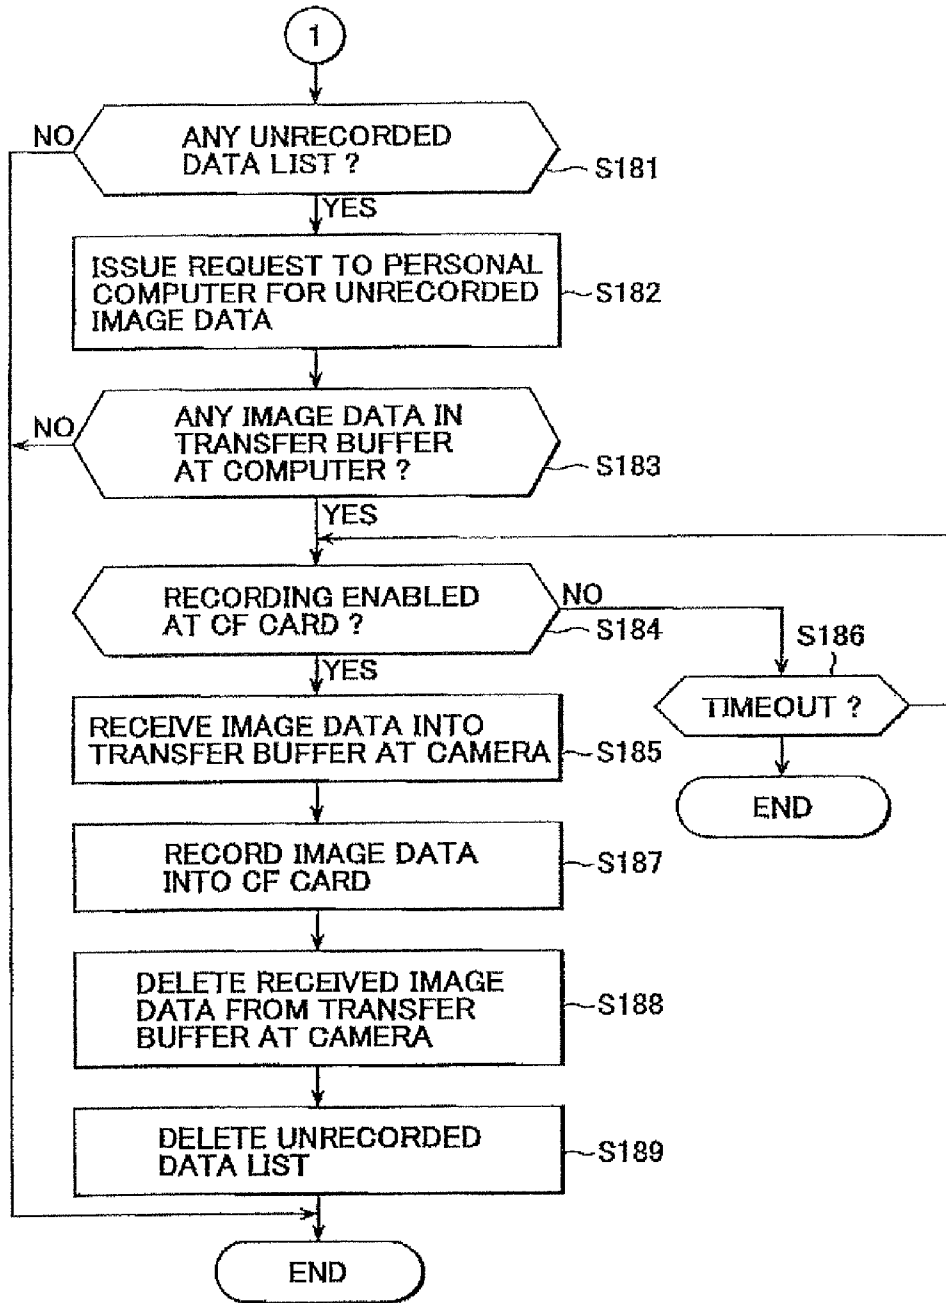 1
NO
ANY UNRECORDED
DATA LIST ?
S181
YES
ISSUE REQUEST TO PERSONAL
COMPUTER FOR UNRECORDED
IMAGE DATA
S182
NO
ANY IMAGE DATA IN
TRANSFER BUFFER
AT COMPUTER ?
S183
YES
RECORDING ENABLED
AT CF CARD ?
NO
S184
S186
YES
TIMEOUT ?
RECEIVE IMAGE DATA INTO
TRANSFER BUFFER AT CAMERA
S185
END
RECORD IMAGE DATA
INTO CF CARD
S187
DELETE RECEIVED IMAGE
DATA FROM TRANSFER
BUFFER AT CAMERA
S188
DELETE UNRECORDED
DATA LIST
S189
END